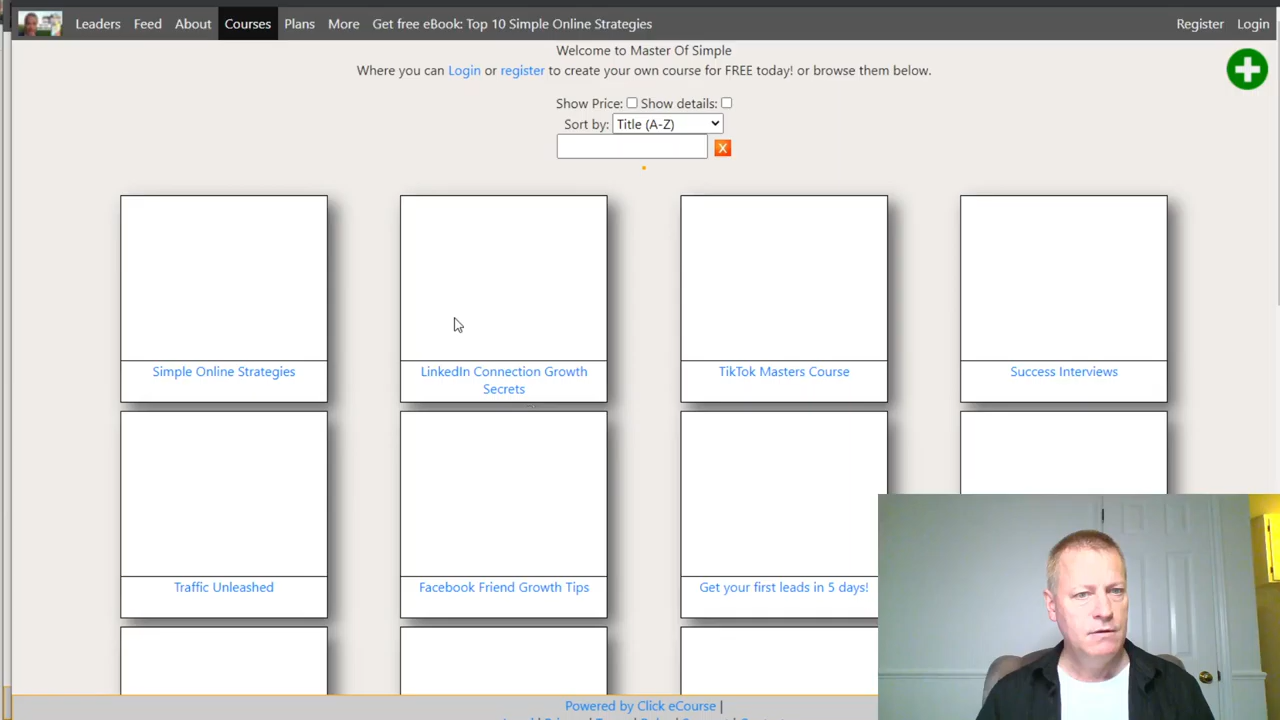 Leaders Feed About Courses Plans More Get free eBook: Top 10 Simple Online Strategies Register Login
Welcome to Master Of Simple
Where you can Login or register to create your own course for FREE today! or browse them below.
Show Price: Show details:
Sort by: Title (A-Z)
X
Simple Online Strategies
LinkedIn Connection Growth
Secrets
TikTok Masters Course
Success Interviews
Traffic Unleashed
Facebook Friend Growth Tips
Get your first leads in 5 days!
Powered by Click eCourse |